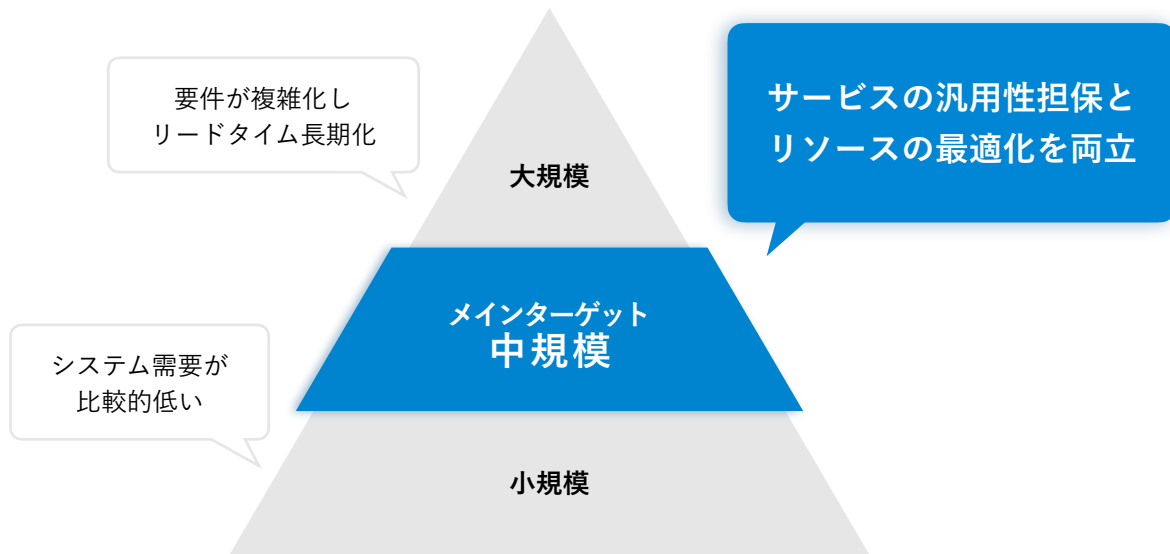 要件が複雑化し
リードタイム長期化
サービスの汎用性担保と
リソースの最適化を両立
大規模
メインターゲット
中規模
システム需要が
比較的低い
小規模